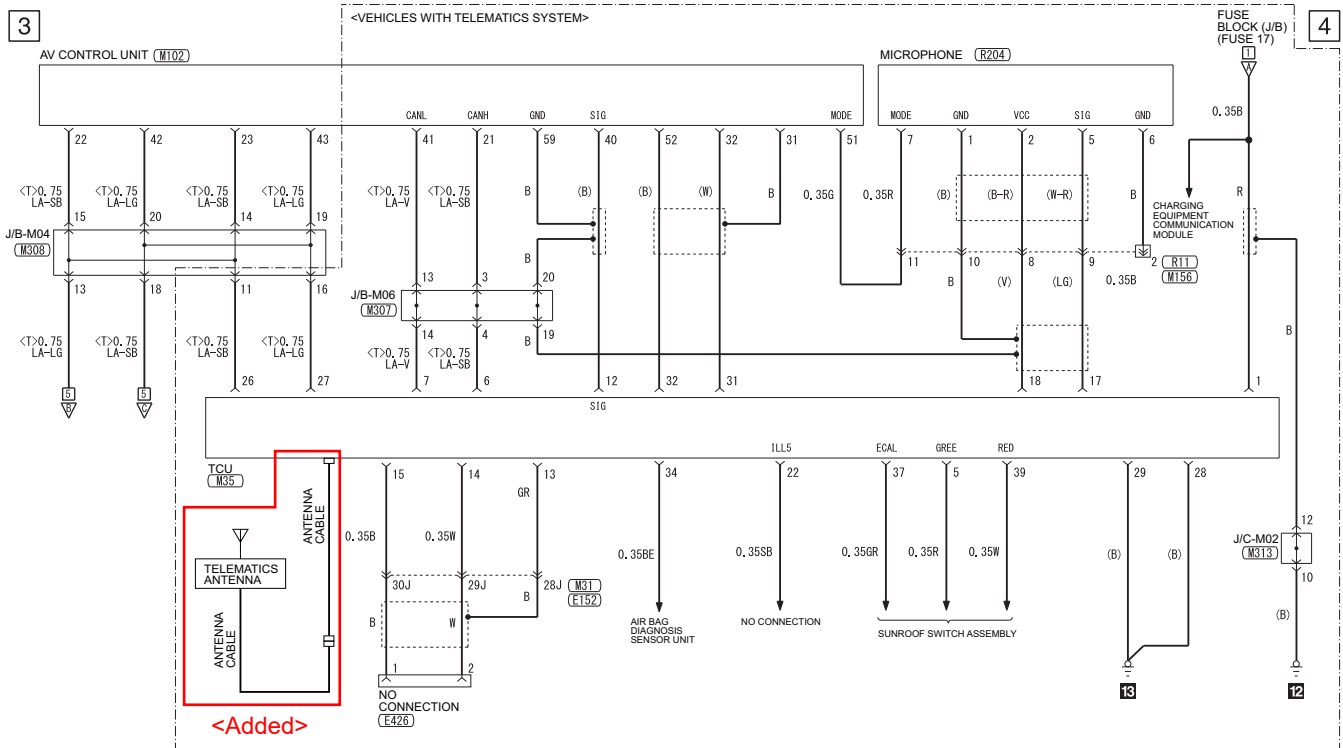 3
<VEHICLES WITH TELEMATICS SYSTEM>
FUSE
BLOCK (J/B)
(FUSE 17)
4
1
A
AV CONTROL UNIT M102
MICROPHONE R204
CANL CANH GND SIG MODE
MODE GND VCC SIG GND
0.35B
22 42 23 43 41 21 59 40 52 32 31 51 7 1 2 5 6
<T>0.75
LA-SB
<T>0.75
LA-LG
<T>0.75
LA-SB
<T>0.75
LA-LG
<T>0.75
LA-V
<T>0.75
LA-SB
B (B) (B) (W) B 0.35G 0.35R (B) (B-R) (W-R) B R
CHARGING
EQUIPMENT
COMMUNICATION
MODULE
15 20 14 19
J/B-M04
M308
13 18 11 16
B
11 10 8 9 2 R11
M156
13 3 20
J/B-M06
M307
14 4 19
B (V) (LG) 0.35B
B
B
<T>0.75
LA-LG
<T>0.75
LA-SB
<T>0.75
LA-SB
<T>0.75
LA-LG
<T>0.75
LA-V
<T>0.75
LA-SB
5
B
5
C
26 27 7 6 12 32 31 18 17 1
SIG
ILL5 ECAL GREE RED
TCU
M35
15 14 13 34 22 37 5 39 29 28
GR
ANTENNA
CABLE
0.35B 0.35W 0.35BE 0.35SB 0.35GR 0.35R 0.35W (B) (B)
12
J/C-M02
M313
10
TELEMATICS
ANTENNA
30J 29J 28J M31
E152
B W B
(B)
ANTENNA
CABLE
AIR BAG
DIAGNOSIS
SENSOR UNIT
NO CONNECTION
SUNROOF SWITCH ASSEMBLY
1 2
NO
CONNECTION
E426
13
12
<Added>